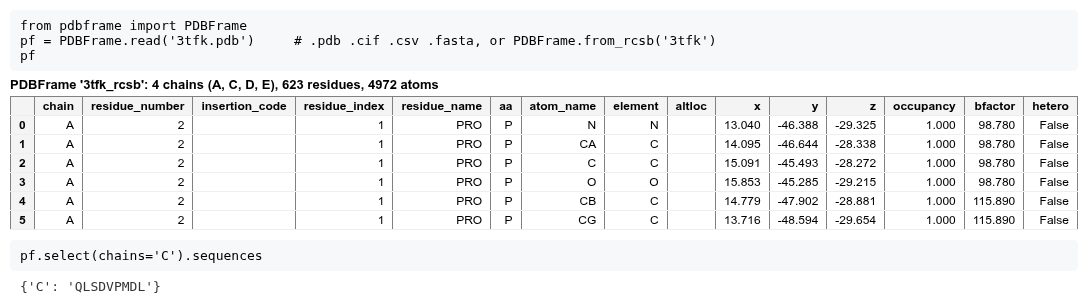 from pdbframe import PDBFrame
pf = PDBFrame.read('3tfk.pdb')     # .pdb .cif .csv .fasta, or PDBFrame.from_rcsb('3tfk')
pf
PDBFrame '3tfk_rcsb': 4 chains (A, C, D, E), 623 residues, 4972 atoms
chain residue_number insertion_code residue_index residue_name aa atom_name element altloc x y z occupancy bfactor hetero
0 A 2 1 PRO P N N 13.040 -46.388 -29.325 1.000 98.780 False
1 A 2 1 PRO P CA C 14.095 -46.644 -28.338 1.000 98.780 False
2 A 2 1 PRO P C C 15.091 -45.493 -28.272 1.000 98.780 False
3 A 2 1 PRO P O O 15.853 -45.285 -29.215 1.000 98.780 False
4 A 2 1 PRO P CB C 14.779 -47.902 -28.881 1.000 115.890 False
5 A 2 1 PRO P CG C 13.716 -48.594 -29.654 1.000 115.890 False
pf.select(chains='C').sequences
{'C': 'QLSDVPMDL'}